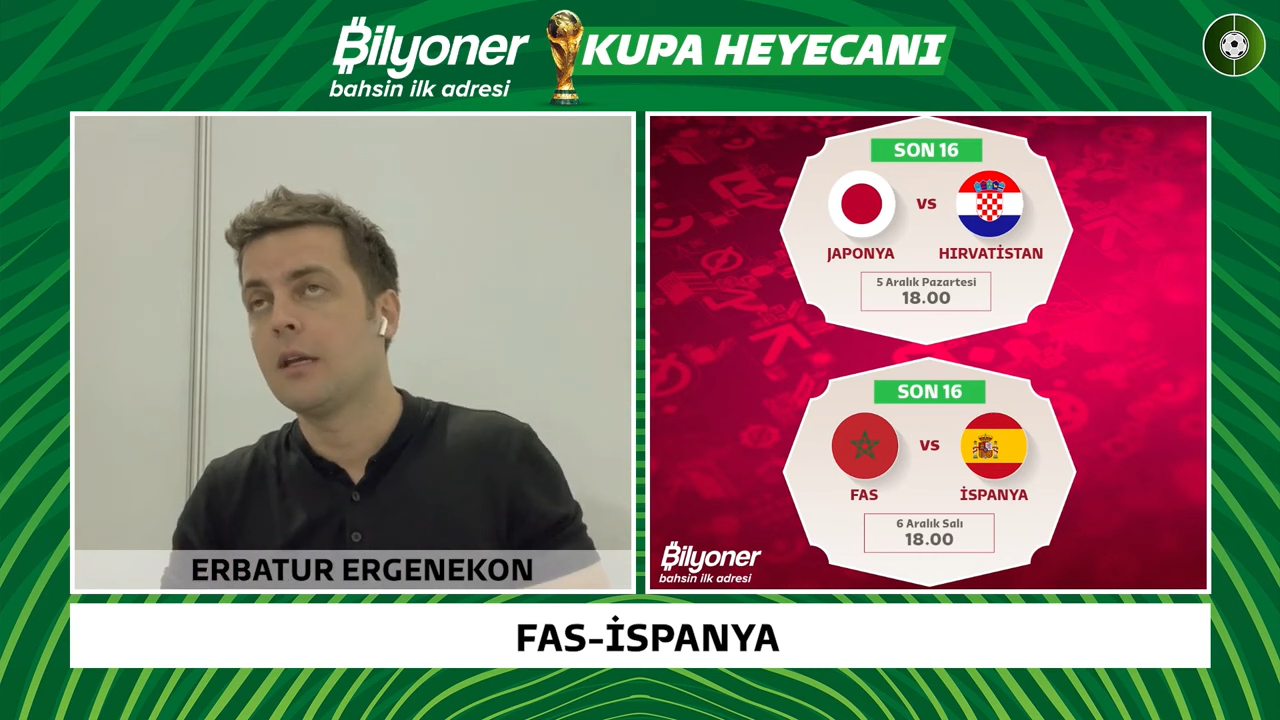 Bilyoner
bahsin ilk adresi
KUPA HEYECANI
ERBATUR ERGENEKON
SON 16
VS
JAPONYA
HIRVATİSTAN
5 Aralık Pazartesi
18.00
SON 16
VS
FAS
İSPANYA
6 Aralık Salı
18.00
Bilyoner
bahsin ilk adresi
FAS-İSPANYA